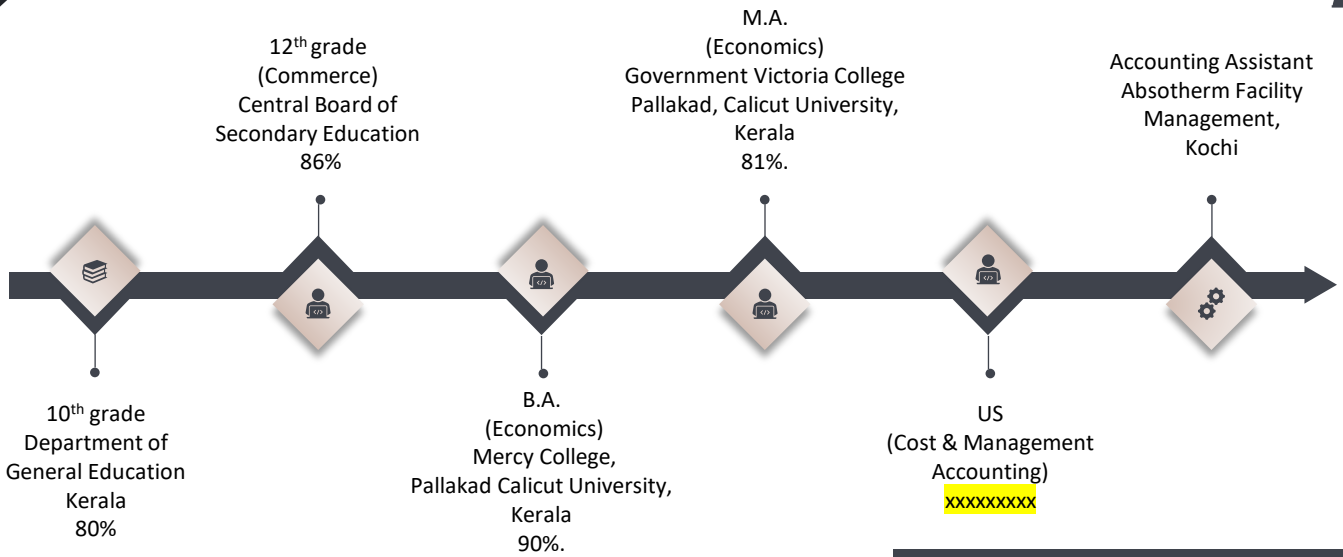 10th grade
Department of
General Education
Kerala
80%
12th grade
(Commerce)
Central Board of
Secondary Education
86%
B.A.
(Economics)
Mercy College,
Pallakad Calicut University,
Kerala
90%.
M.A.
(Economics)
Government Victoria College
Pallakad, Calicut University,
Kerala
81%.
US
(Cost & Management
Accounting)
xxxxxxxxx
Accounting Assistant
Absotherm Facility
Management,
Kochi